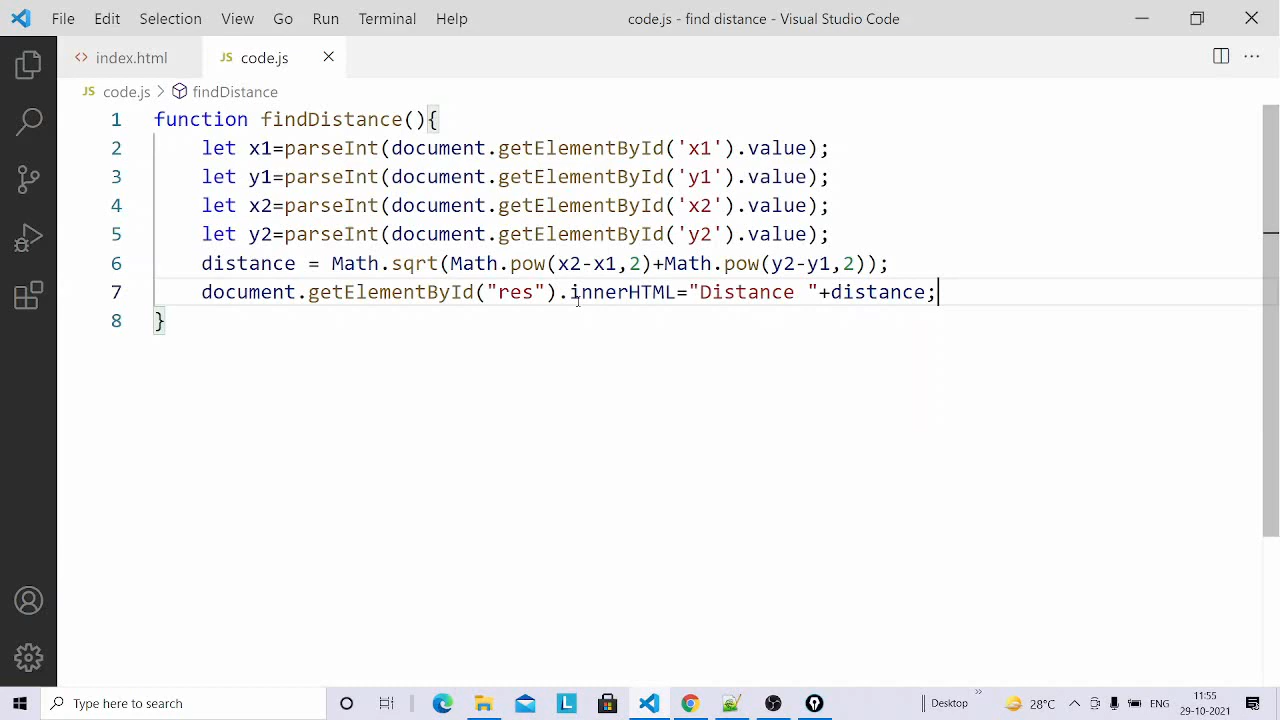 File Edit Selection View Go Run Terminal Help code.js - find distance - Visual Studio Code
<> index.html JS code.js
JS code.js > findDistance
1 function findDistance(){
2 let x1=parseInt(document.getElementById('x1').value);
3 let y1=parseInt(document.getElementById('y1').value);
4 let x2=parseInt(document.getElementById('x2').value);
5 let y2=parseInt(document.getElementById('y2').value);
6 distance = Math.sqrt(Math.pow(x2-x1,2)+Math.pow(y2-y1,2));
7 document.getElementById("res").innerHTML="Distance "+distance;
8 }
Type here to search L Desktop » 28°C ENG 11:55
29-10-2021